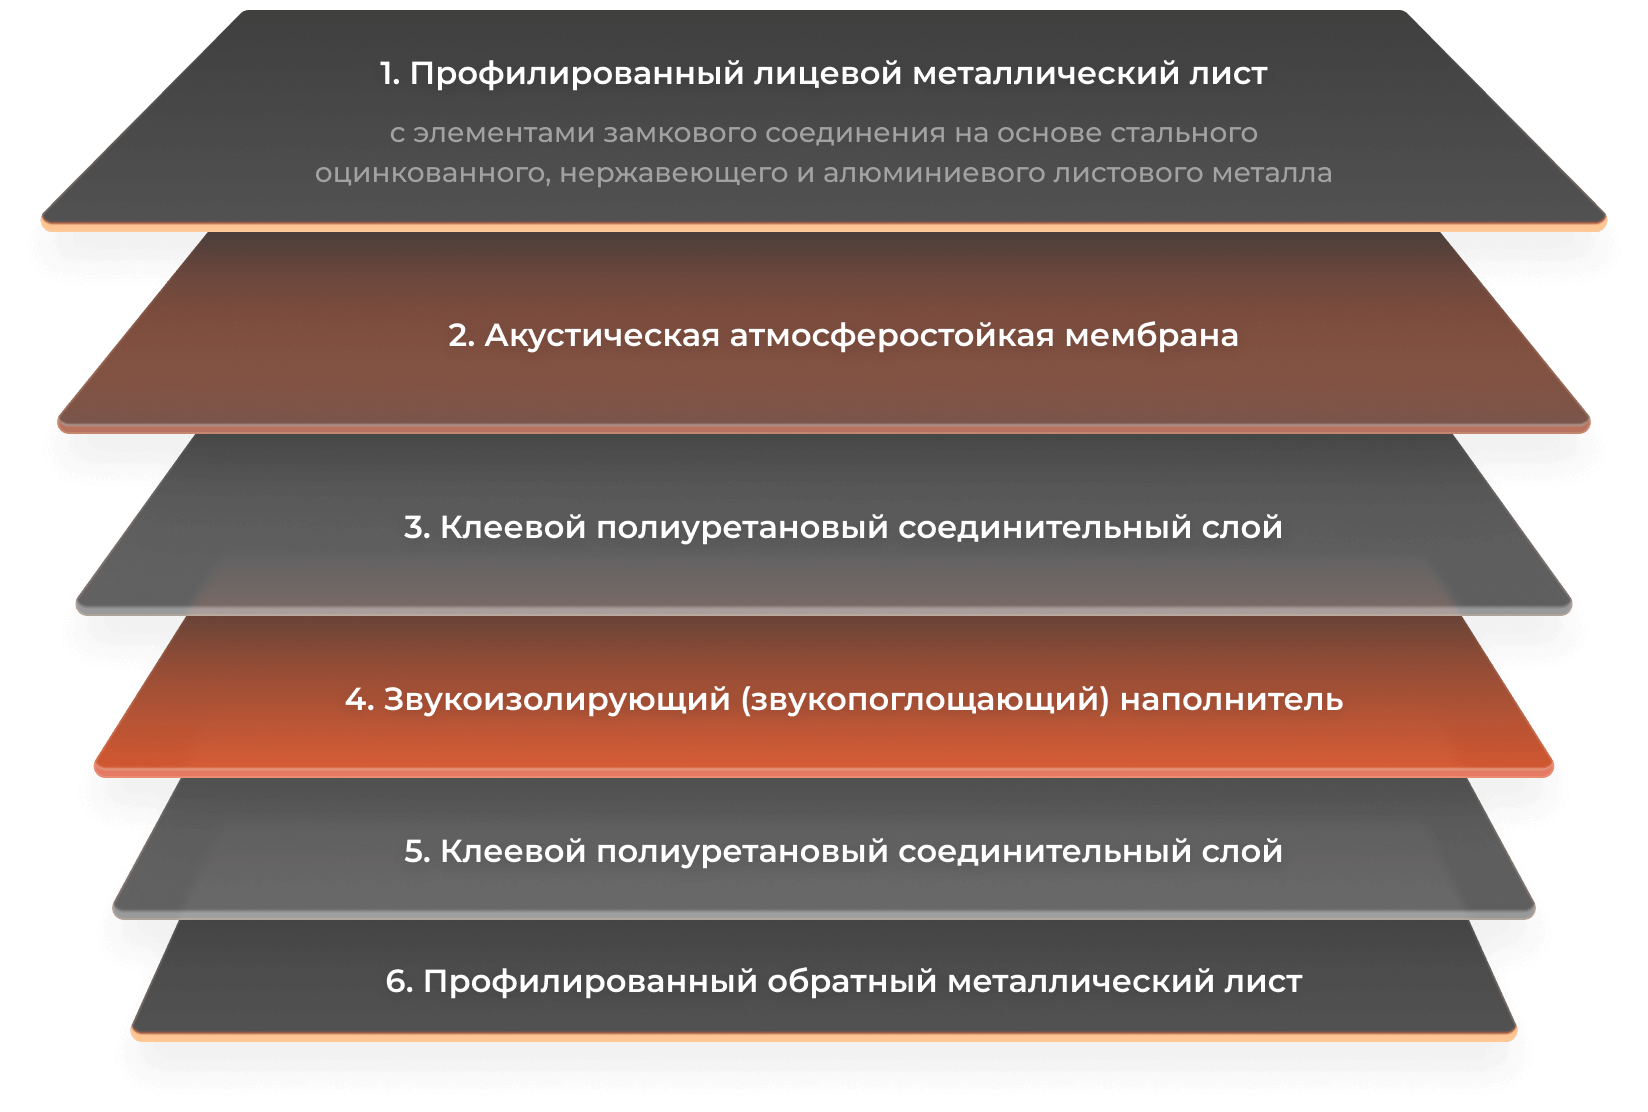 1. Профилированный лицевой металлический лист
с элементами замкового соединения на основе стального
оцинкованного, нержавеющего и алюминиевого листового металла
2. Акустическая атмосферостойкая мембрана
3. Клеевой полиуретановый соединительный слой
4. Звукоизолирующий (звукопоглощающий) наполнитель
5. Клеевой полиуретановый соединительный слой
6. Профилированный обратный металлический лист